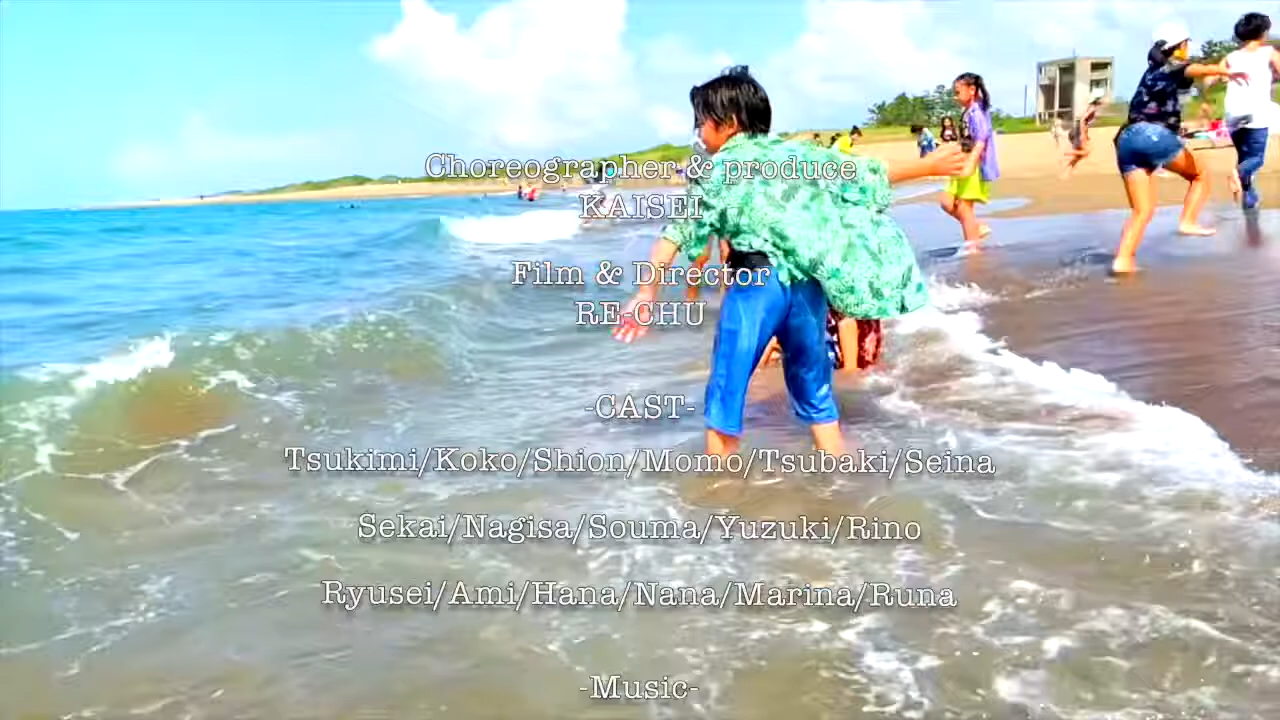 Choreographer & produce
KAISEI
Film & Director
RE-CHU
-CAST-
Tsukimi/Koko/Shion/Momo/Tsubaki/Seina
Sekai/Nagisa/Souma/Yuzuki/Rino
Ryusei/Ami/Hana/Nana/Marina/Runa
-Music-